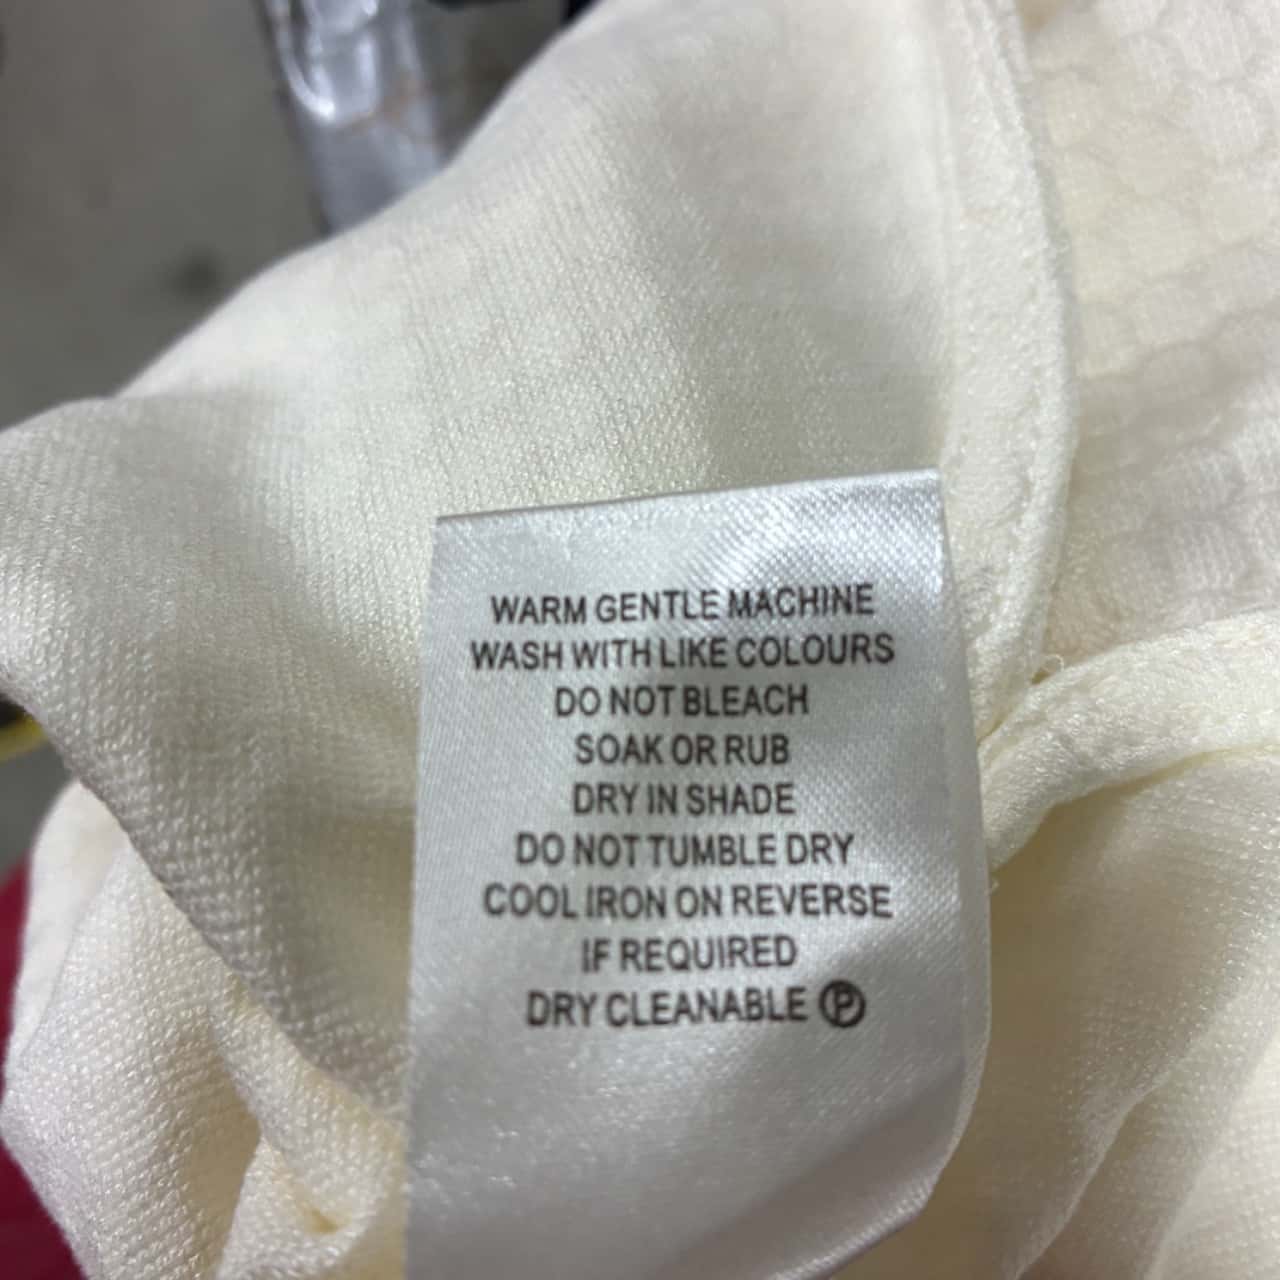 WARM GENTLE MACHINE
WASH WITH LIKE COLOURS
DO NOT BLEACH
SOAK OR RUB
DRY IN SHADE
DO NOT TUMBLE DRY
COOL IRON ON REVERSE
IF REQUIRED
DRY CLEANABLE Ⓟ